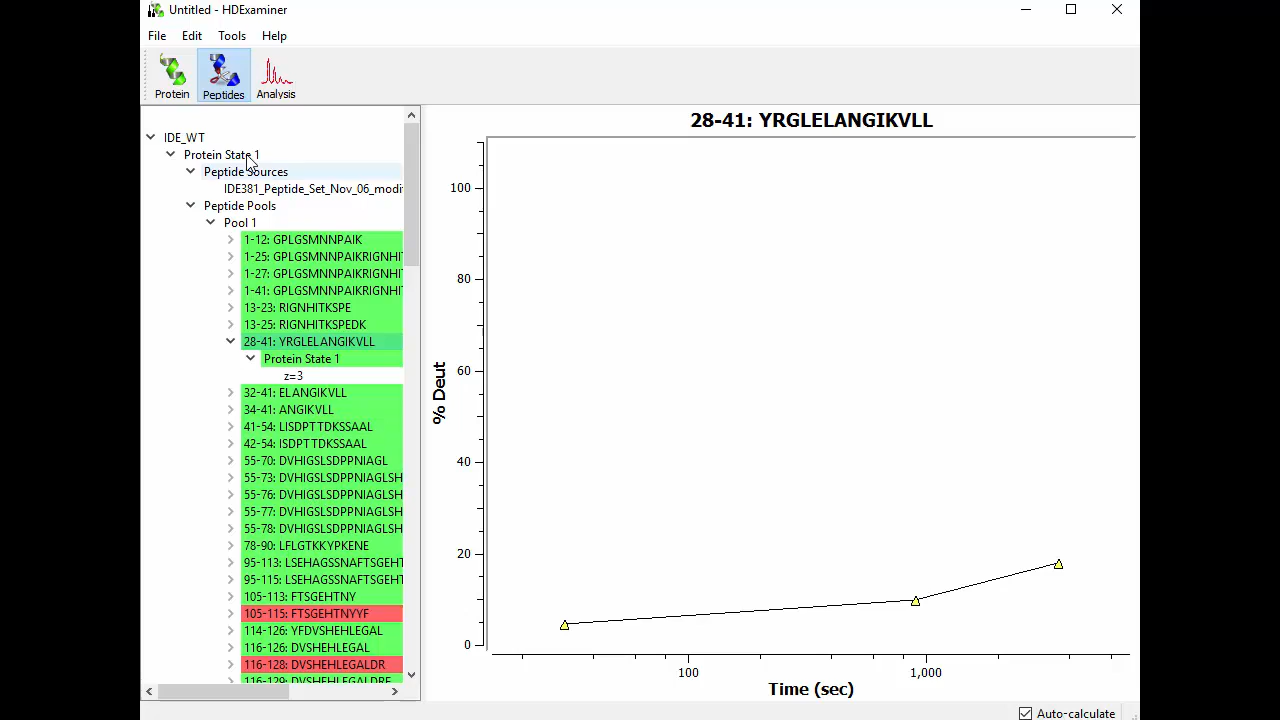 Untitled - HDExaminer
File Edit Tools Help
Protein Peptides Analysis
IDE_WT
Protein State 1
Peptide Sources
IDE381_Peptide_Set_Nov_06_modi
Peptide Pools
Pool 1
1-12: GPLGSMNNPAIK
1-25: GPLGSMNNPAIKRIGNHI
1-27: GPLGSMNNPAIKRIGNHI
1-41: GPLGSMNNPAIKRIGNHI
13-23: RIGNHITKSPE
13-25: RIGNHITKSPEDK
28-41: YRGLELANGIKVLL
Protein State 1
z=3
32-41: ELANGIKVLL
34-41: ANGIKVLL
41-54: LISDPTTDKSSAAL
42-54: ISDPTTDKSSAAL
55-70: DVHIGSLSDPPNIAGL
55-73: DVHIGSLSDPPNIAGLSH
55-76: DVHIGSLSDPPNIAGLSH
55-77: DVHIGSLSDPPNIAGLSH
55-78: DVHIGSLSDPPNIAGLSH
78-90: LFLGTKKYPKENE
95-113: LSEHAGSSNAFTSGEHT
95-115: LSEHAGSSNAFTSGEHT
105-113: FTSGEHTNY
105-115: FTSGEHTNYYF
114-126: YFDVSHEHLEGAL
116-126: DVSHEHLEGAL
116-128: DVSHEHLEGALDR
116-129: DVSHEHLEGALDRF
28-41: YRGLELANGIKVLL
% Deut
100
80
60
40
20
0
100 1,000
Time (sec)
Auto-calculate